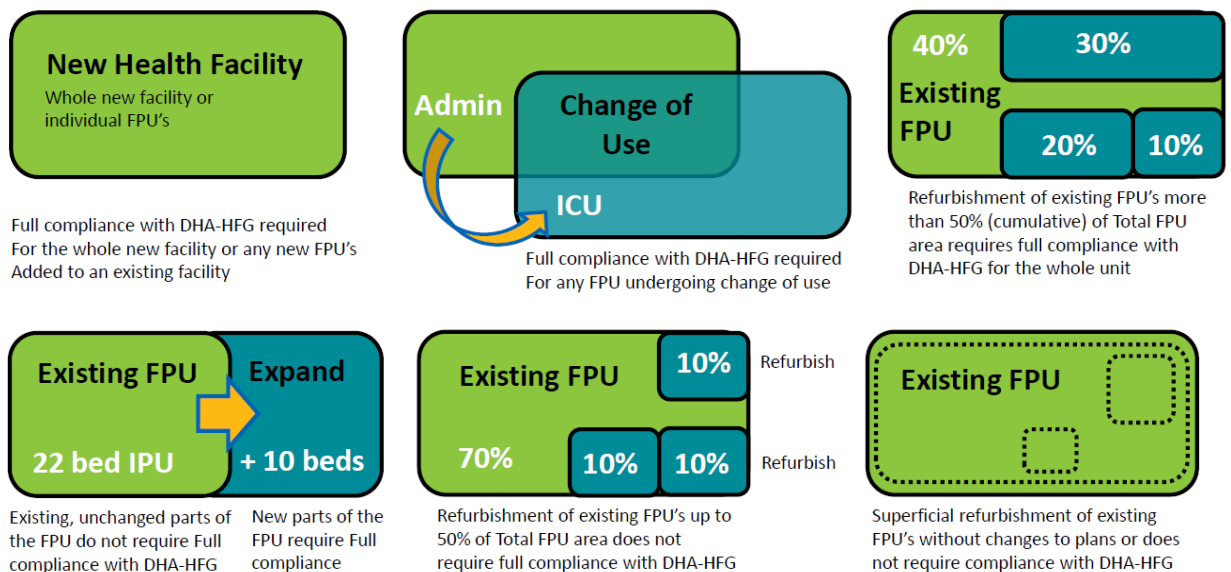 New Health Facility
Whole new facility or
individual FPU's
Full compliance with DHA-HFG required
For the whole new facility or any new FPU's
Added to an existing facility
Admin
Change of
Use
ICU
Full compliance with DHA-HFG required
For any FPU undergoing change of use
40%
30%
Existing
FPU
20%
10%
Refurbishment of existing FPU's more
than 50% (cumulative) of Total FPU
area requires full compliance with
DHA-HFG for the whole unit
Existing FPU
Expand
22 bed IPU
+ 10 beds
Existing, unchanged parts of
the FPU do not require Full
compliance with DHA-HFG
New parts of the
FPU require Full
compliance
Existing FPU
10%
Refurbish
70%
10%
10%
Refurbish
Refurbishment of existing FPU's up to
50% of Total FPU area does not
require full compliance with DHA-HFG
Existing FPU
Superficial refurbishment of existing
FPU's without changes to plans or does
not require compliance with DHA-HFG